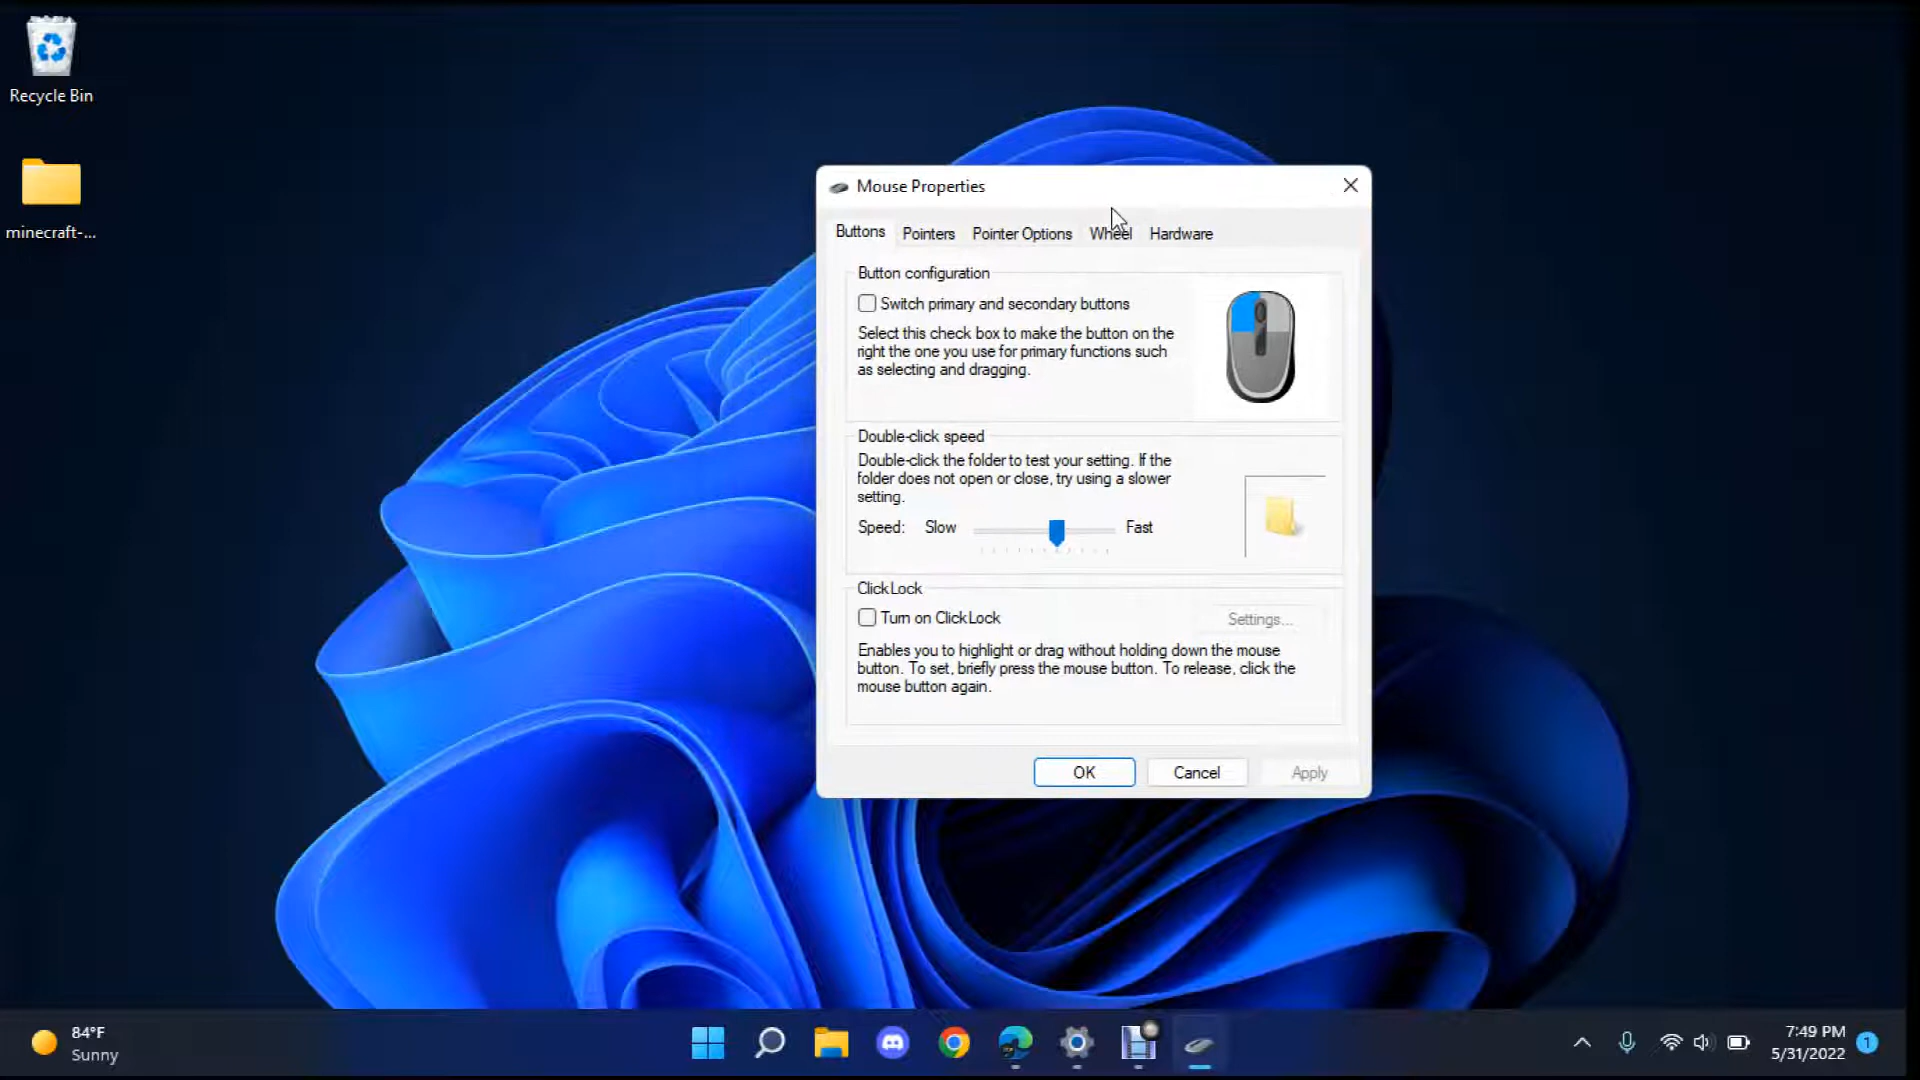 Recycle Bin
minecraft-...
Mouse Properties
Buttons Pointers Pointer Options Wheel Hardware
Button configuration
Switch primary and secondary buttons
Select this check box to make the button on the
right the one you use for primary functions such
as selecting and dragging.
Double-click speed
Double-click the folder to test your setting. If the
folder does not open or close, try using a slower
setting.
Speed: Slow Fast
ClickLock
Turn on ClickLock
Settings...
Enables you to highlight or drag without holding down the mouse
button. To set, briefly press the mouse button. To release, click the
mouse button again.
OK Cancel Apply
84°F
Sunny
7:49 PM
5/31/2022
1